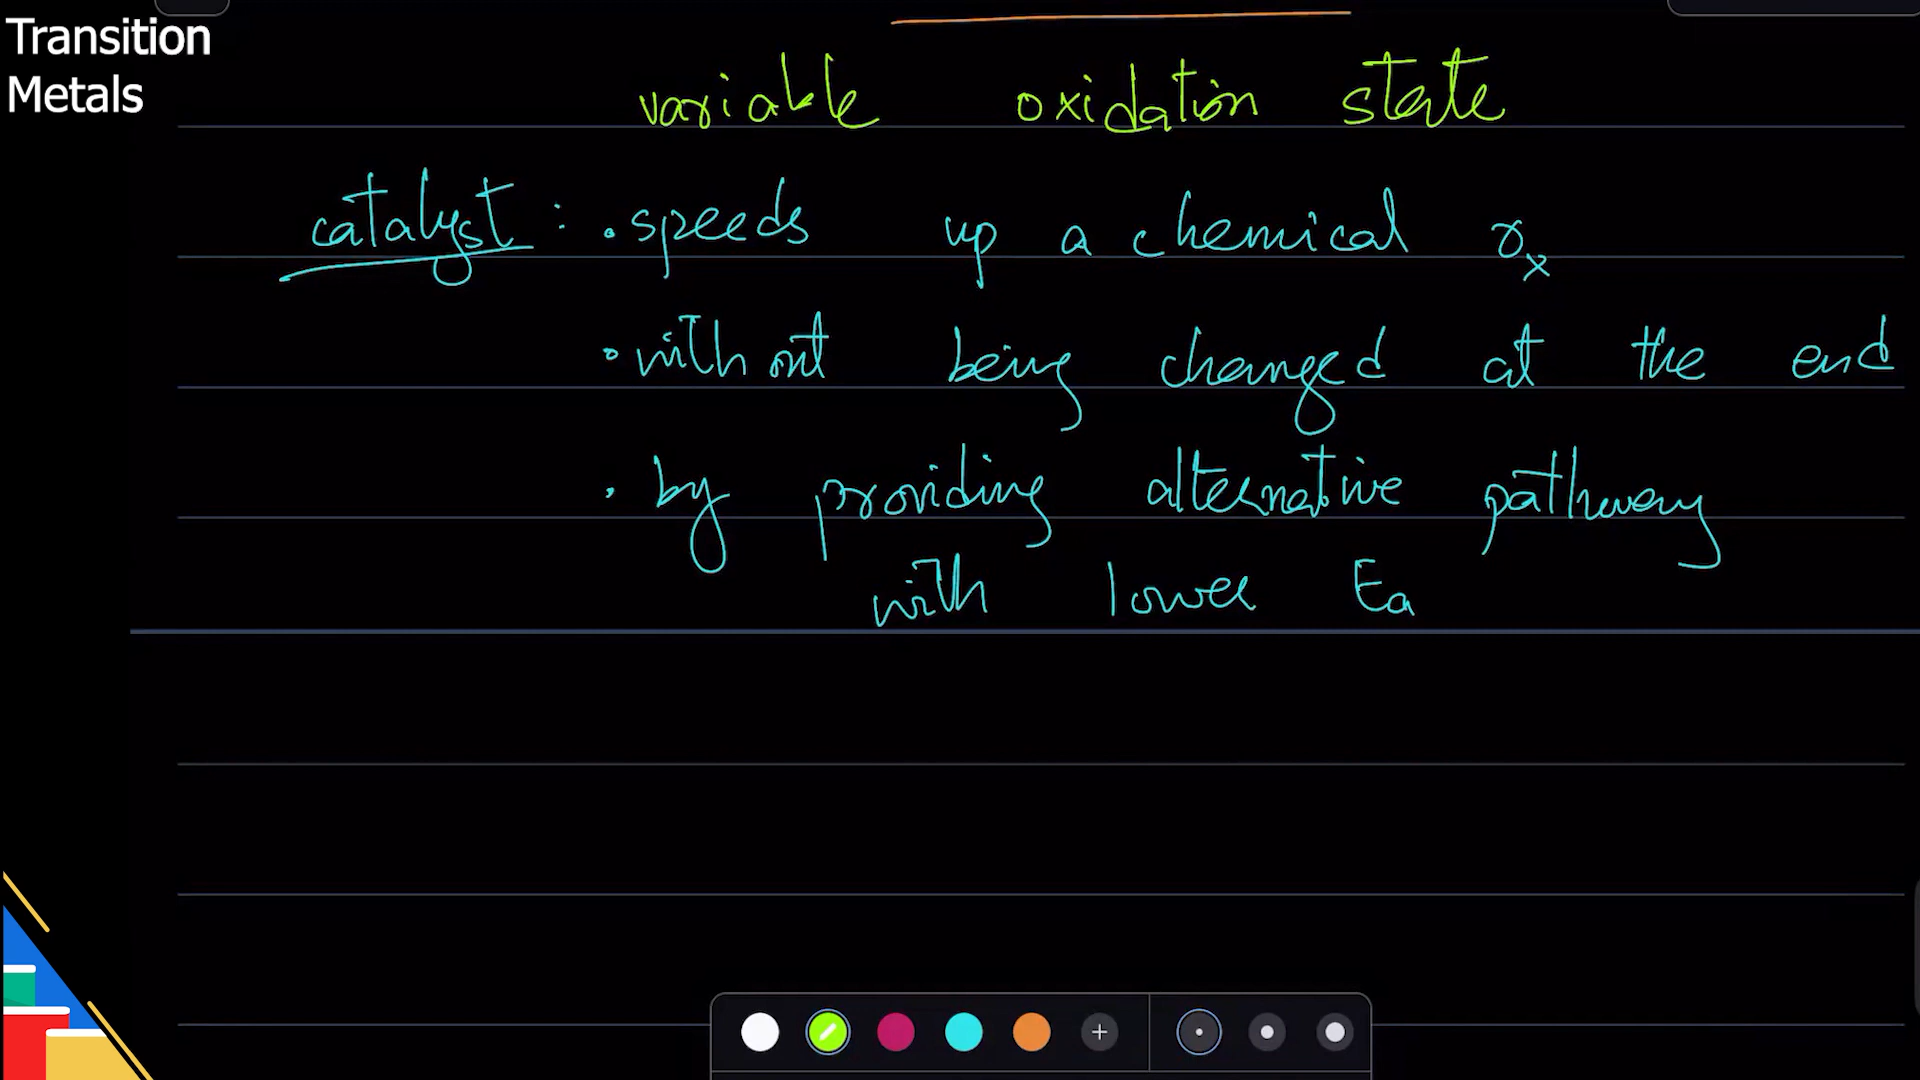 Transition
Metals
variable oxidation state
catalyst : • speeds up a chemical rx
• without being changed at the end
• by providing alternative pathway
with lower Ea